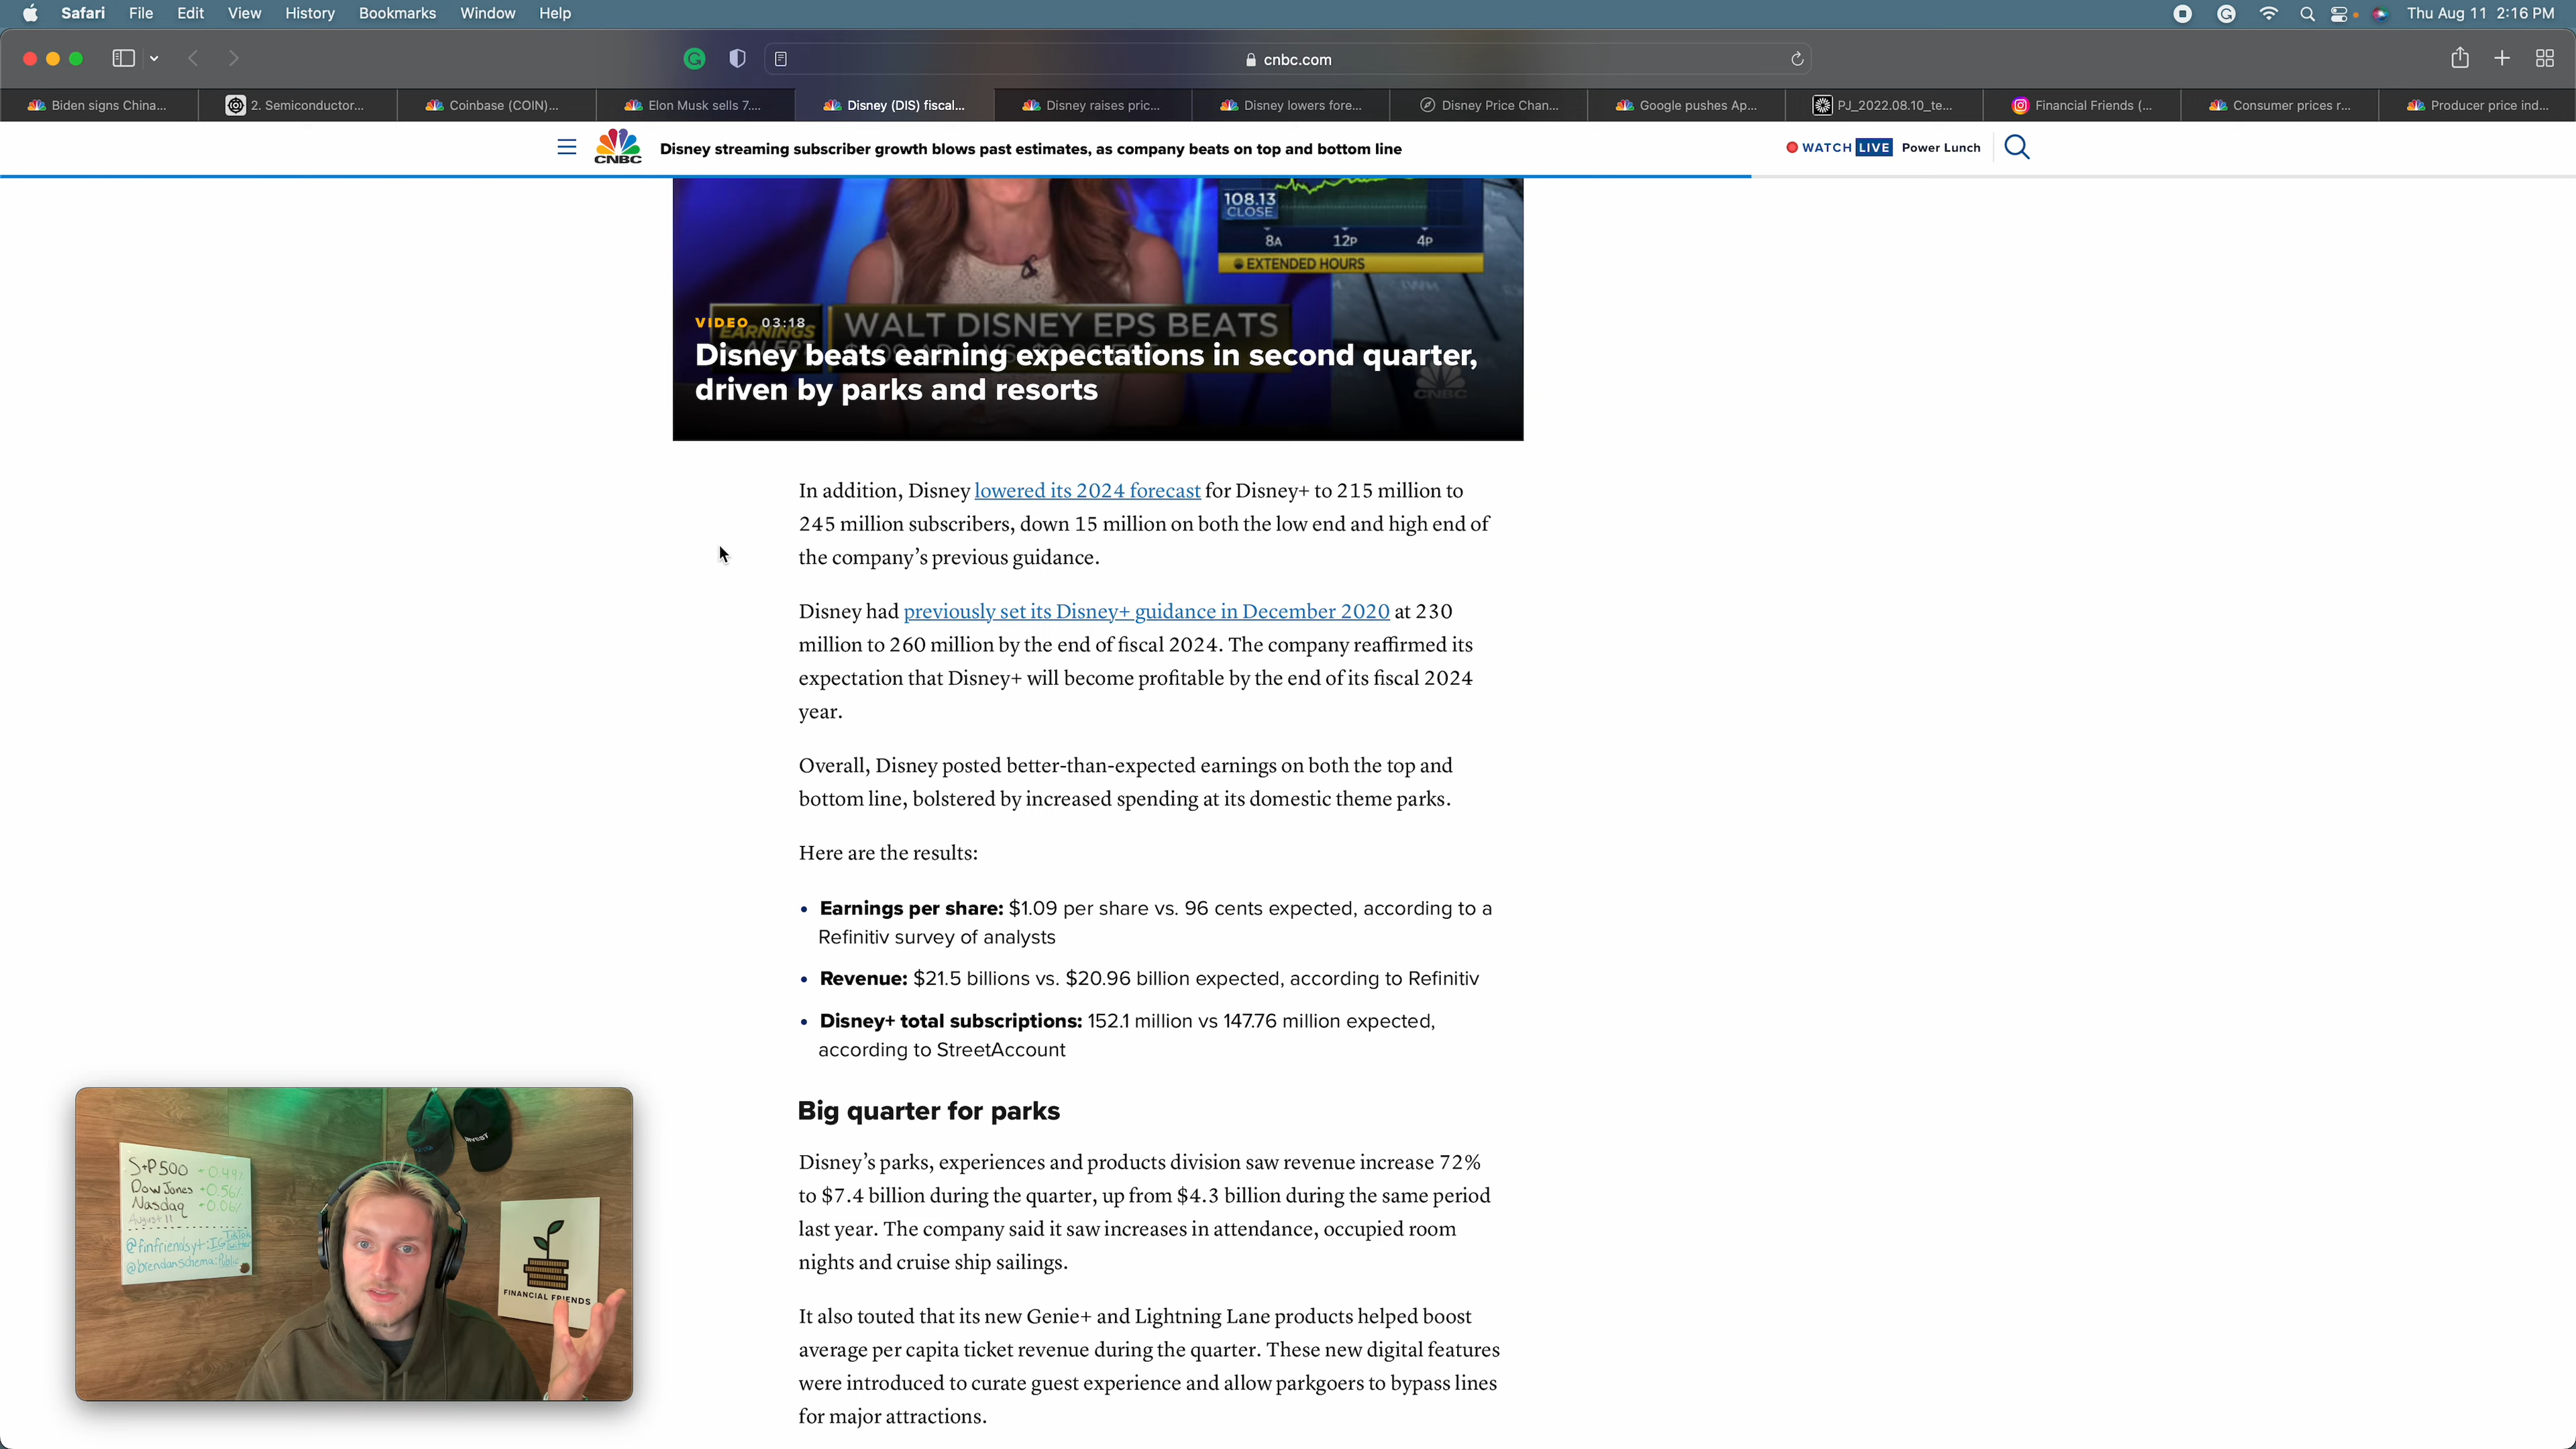 Safari File Edit View History Bookmarks Window Help Thu Aug 11 2:16 PM
cnbc.com
Biden signs China... 2. Semiconductor... Coinbase (COIN)... Elon Musk sells 7.... Disney (DIS) fiscal... Disney raises pric... Disney lowers fore... Disney Price Chan... Google pushes Ap... PJ_2022.08.10_te... Financial Friends (... Consumer prices r... Producer price ind...
CNBC Disney streaming subscriber growth blows past estimates, as company beats on top and bottom line WATCH LIVE Power Lunch
108.13
CLOSE
8A 12P 4P
EXTENDED HOURS
VIDEO 03:18
EARNINGS
WALT DISNEY EPS BEATS
Disney beats earning expectations in second quarter,
driven by parks and resorts
CNBC
In addition, Disney lowered its 2024 forecast for Disney+ to 215 million to
245 million subscribers, down 15 million on both the low end and high end of
the company’s previous guidance.
Disney had previously set its Disney+ guidance in December 2020 at 230
million to 260 million by the end of fiscal 2024. The company reaffirmed its
expectation that Disney+ will become profitable by the end of its fiscal 2024
year.
Overall, Disney posted better-than-expected earnings on both the top and
bottom line, bolstered by increased spending at its domestic theme parks.
Here are the results:
• Earnings per share: $1.09 per share vs. 96 cents expected, according to a
Refinitiv survey of analysts
• Revenue: $21.5 billions vs. $20.96 billion expected, according to Refinitiv
• Disney+ total subscriptions: 152.1 million vs 147.76 million expected,
according to StreetAccount
Big quarter for parks
Disney’s parks, experiences and products division saw revenue increase 72%
to $7.4 billion during the quarter, up from $4.3 billion during the same period
last year. The company said it saw increases in attendance, occupied room
nights and cruise ship sailings.
It also touted that its new Genie+ and Lightning Lane products helped boost
average per capita ticket revenue during the quarter. These new digital features
were introduced to curate guest experience and allow parkgoers to bypass lines
for major attractions.
S+P 500
Dow Jones
Nasdaq
August 11
@finfriendsyt: IG TikTok Twitter
@brendanschema: Public
INVEST
FINANCIAL FRIENDS